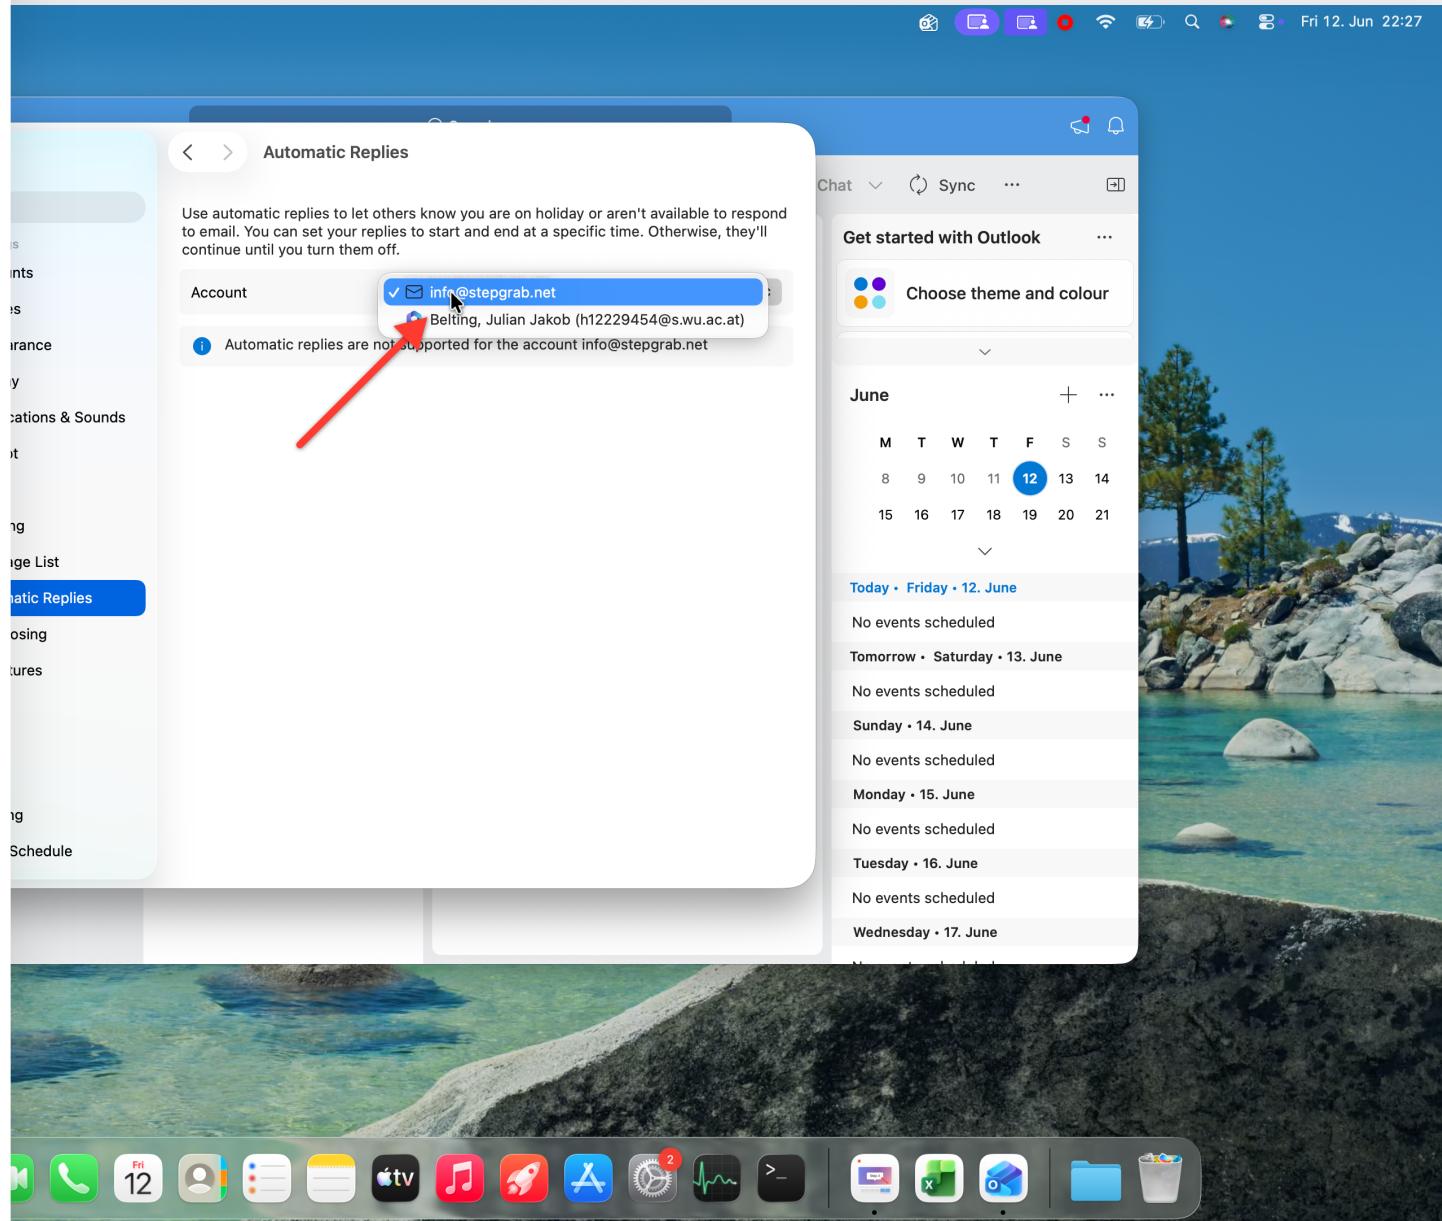 Fri 12. Jun 22:27
Automatic Replies
Use automatic replies to let others know you are on holiday or aren't available to respond
to email. You can set your replies to start and end at a specific time. Otherwise, they'll
continue until you turn them off.
Account
info@stepgrab.net
Belting, Julian Jakob (h12229454@s.wu.ac.at)
Automatic replies are not supported for the account info@stepgrab.net
gs
unts
es
arance
y
cations & Sounds
ot
ng
age List
matic Replies
osing
tures
ng
Schedule
Chat
Sync
Get started with Outlook
Choose theme and colour
June
M T W T F S S
8 9 10 11 12 13 14
15 16 17 18 19 20 21
Today • Friday • 12. June
No events scheduled
Tomorrow • Saturday • 13. June
No events scheduled
Sunday • 14. June
No events scheduled
Monday • 15. June
No events scheduled
Tuesday • 16. June
No events scheduled
Wednesday • 17. June
Fri
12
tv
2